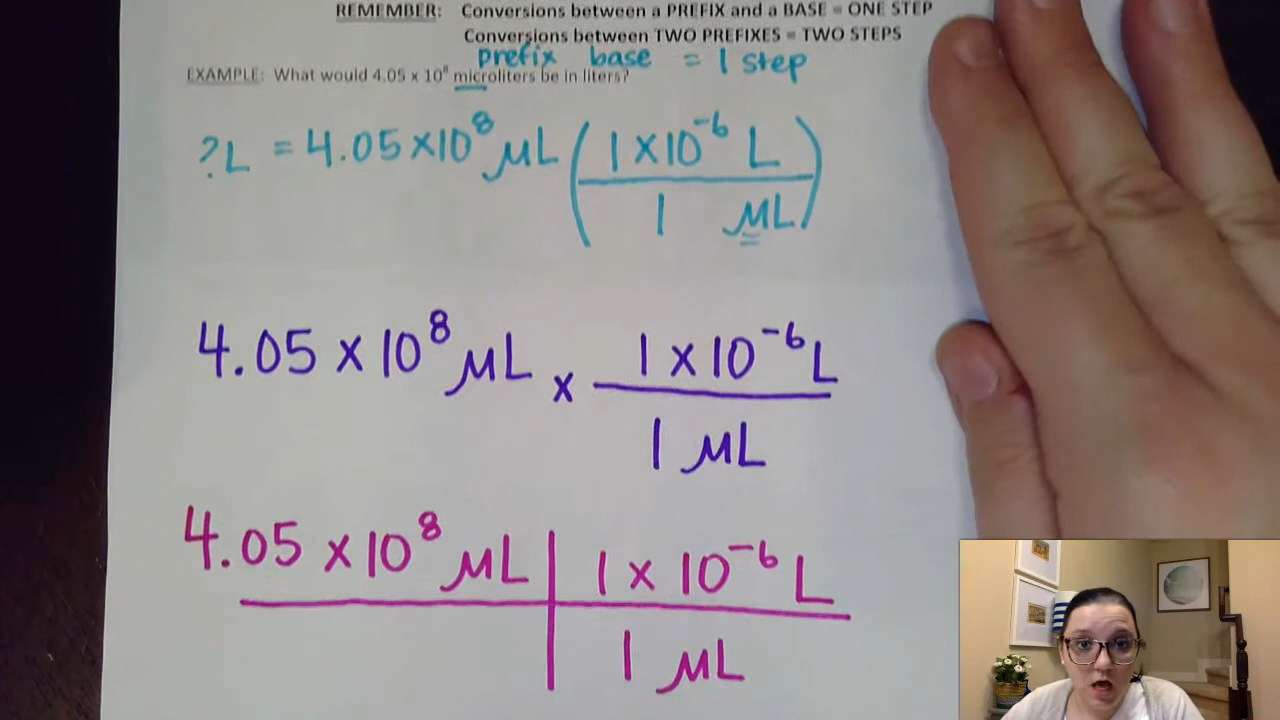 REMEMBER: Conversions between a PREFIX and a BASE = ONE STEP
Conversions between TWO PREFIXES = TWO STEPS
prefix base = 1 step
EXAMPLE: What would 4.05 x 10⁸ microliters be in liters?
?L = 4.05 x 10⁸ µL ( 1 x 10⁻⁶ L
1 µL )
4.05 x 10⁸ µL x 1 x 10⁻⁶ L
1 µL
4.05 x 10⁸ µL | 1 x 10⁻⁶ L
1 µL